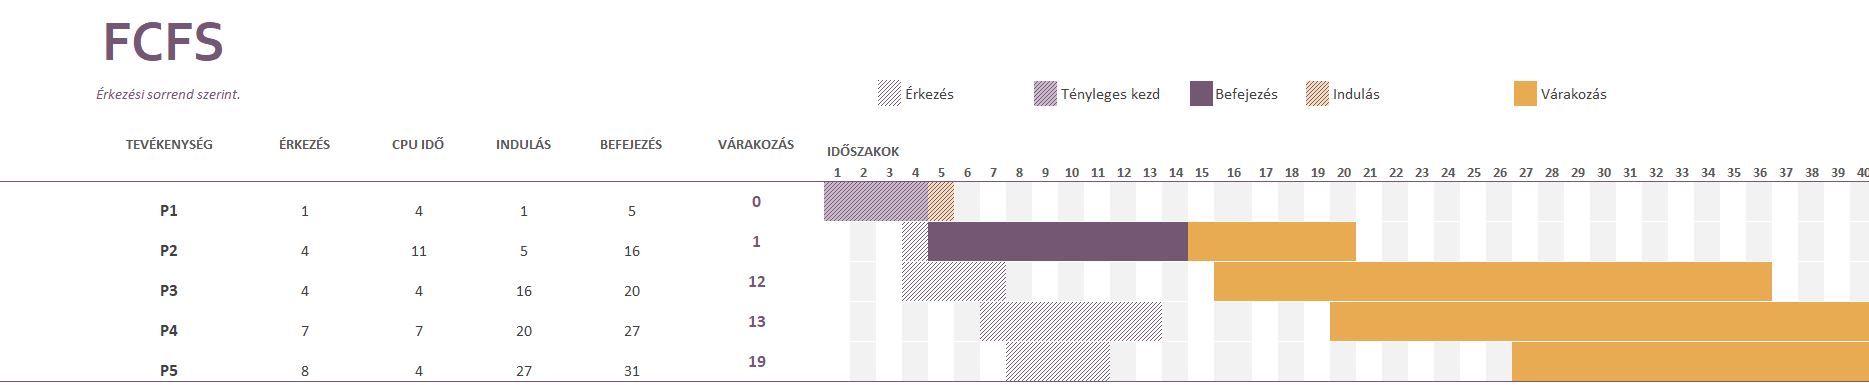 FCFS
Érkezési sorrend szerint.
Érkezés Tényleges kezd Befejezés Indulás Várakozás
TEVÉKENYSÉG ÉRKEZÉS CPU IDŐ INDULÁS BEFEJEZÉS VÁRAKOZÁS
IDŐSZAKOK
1 2 3 4 5 6 7 8 9 10 11 12 13 14 15 16 17 18 19 20 21 22 23 24 25 26 27 28 29 30 31 32 33 34 35 36 37 38 39 40
P1 1 4 1 5 0
P2 4 11 5 16 1
P3 4 4 16 20 12
P4 7 7 20 27 13
P5 8 4 27 31 19